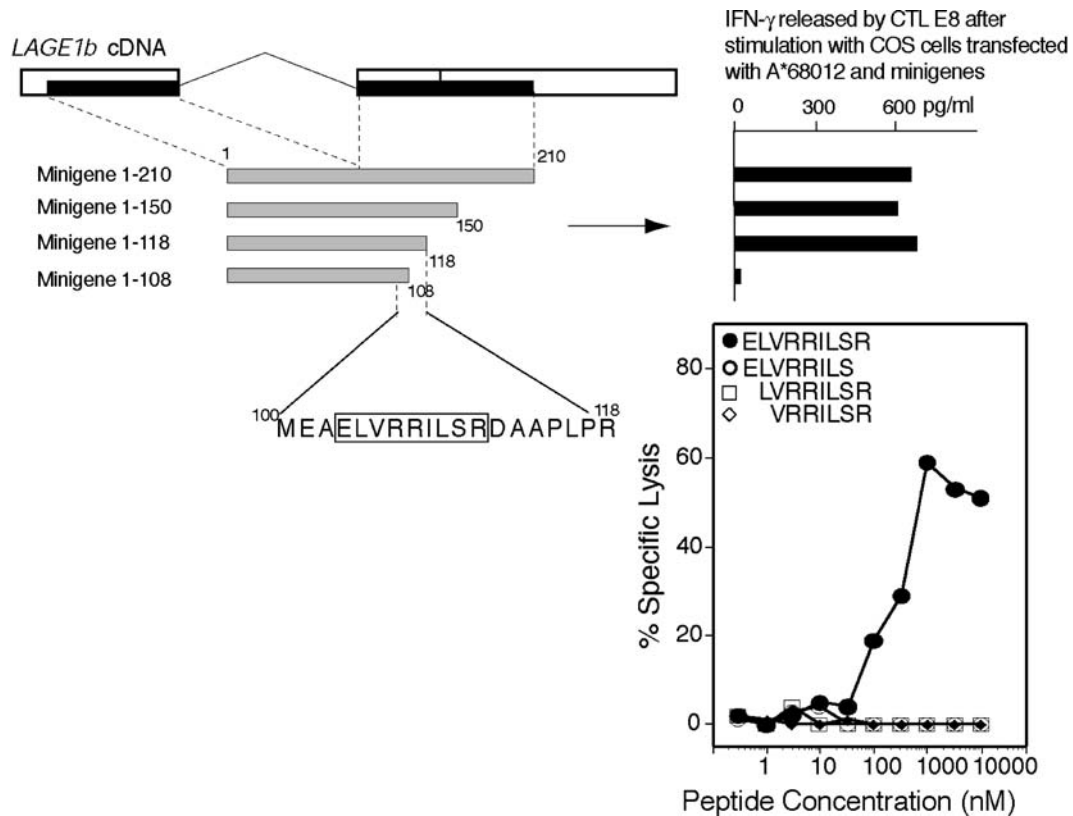 LAGE1b cDNA
IFN-γ released by CTL E8 after
stimulation with COS cells transfected
with A*68012 and minigenes
0 300 600 pg/ml
1
210
Minigene 1-210
Minigene 1-150
150
Minigene 1-118
118
Minigene 1-108
108
100 118
MEAELVRRILSRDAAPLPR
ELVRRILSR
ELVRRILS
LVRRILSR
VRRILSR
80
60
40
20
0
% Specific Lysis
1 10 100 1000 10000
Peptide Concentration (nM)